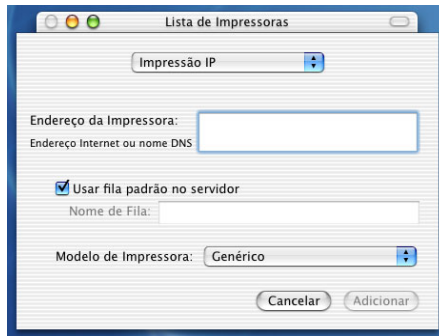 Lista de Impressoras
Impressão IP
Endereço da Impressora:
Endereço Internet ou nome DNS
Usar fila padrão no servidor
Nome de Fila:
Modelo de Impressora: Genérico
Cancelar Adicionar